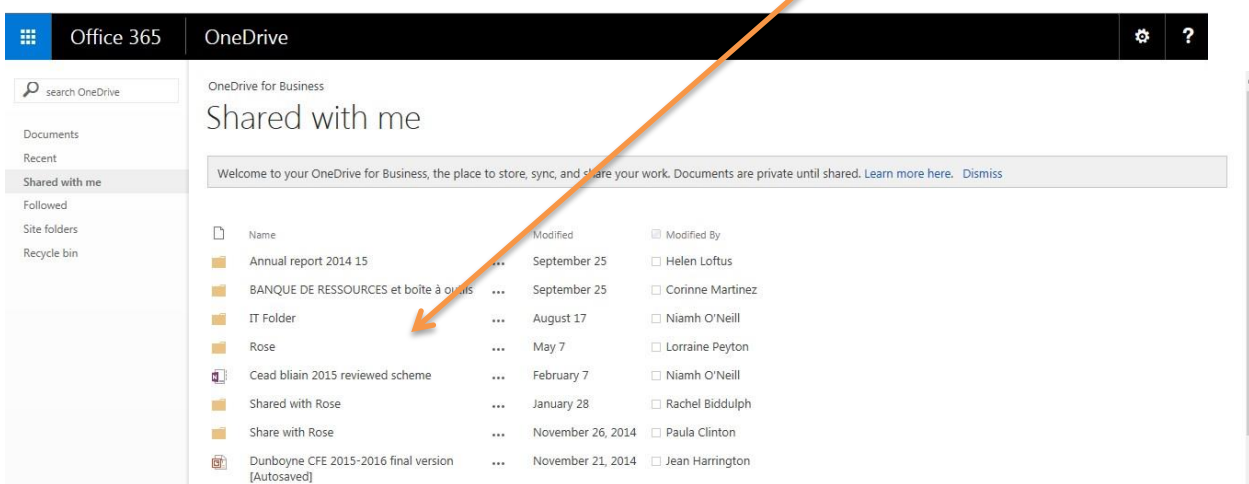 Office 365 OneDrive ?
search OneDrive
Documents
Recent
Shared with me
Followed
Site folders
Recycle bin
OneDrive for Business
Shared with me
Welcome to your OneDrive for Business, the place to store, sync, and share your work. Documents are private until shared. Learn more here. Dismiss
Name Modified Modified By
Annual report 2014 15 ... September 25 Helen Loftus
BANQUE DE RESSOURCES et boîte à outils ... September 25 Corinne Martinez
IT Folder ... August 17 Niamh O'Neill
Rose ... May 7 Lorraine Peyton
Cead bliain 2015 reviewed scheme ... February 7 Niamh O'Neill
Shared with Rose ... January 28 Rachel Biddulph
Share with Rose ... November 26, 2014 Paula Clinton
Dunboyne CFE 2015-2016 final version ... November 21, 2014 Jean Harrington
[Autosaved]